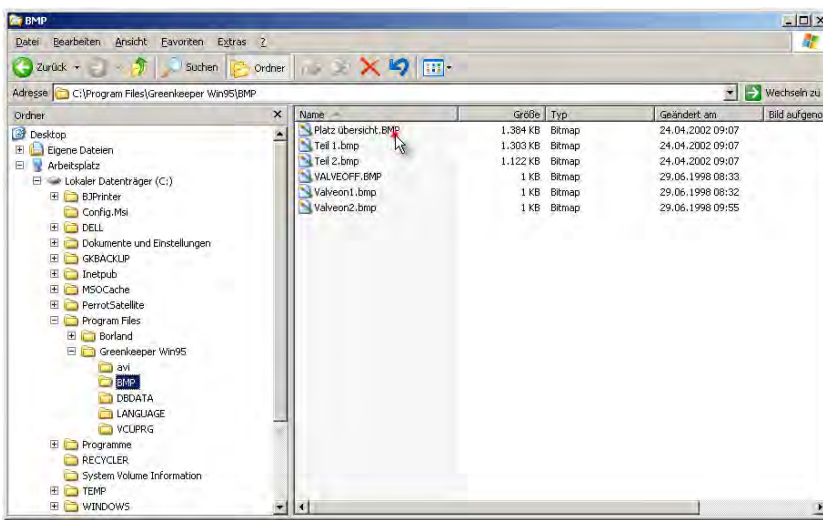 BMP
Datei Bearbeiten Ansicht Favoriten Extras ?
Zurück Suchen Ordner
Adresse C:\Program Files\Greenkeeper Win95\BMP Wechseln zu
Ordner
Desktop
Eigene Dateien
Arbeitsplatz
Lokaler Datenträger (C:)
BJPrinter
Config.Msi
DELL
Dokumente und Einstellungen
GKBACKUP
Inetpub
MSOCache
PerrotSatellite
Program Files
Borland
Greenkeeper Win95
avi
BMP
DBDATA
LANGUAGE
VCUPRG
Programme
RECYCLER
System Volume Information
TEMP
WINDOWS
Name Größe Typ Geändert am Bild aufgeno
Platz übersicht.BMP 1.384 KB Bitmap 24.04.2002 09:07
Teil 1.bmp 1.303 KB Bitmap 24.04.2002 09:07
Teil 2.bmp 1.122 KB Bitmap 24.04.2002 09:07
VALVEOFF.BMP 1 KB Bitmap 29.06.1998 08:33
Valveon1.bmp 1 KB Bitmap 29.06.1998 08:32
Valveon2.bmp 1 KB Bitmap 29.06.1998 09:55